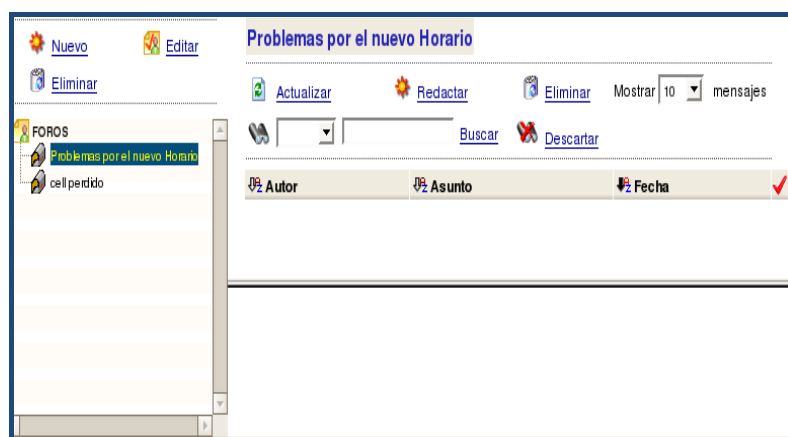 Nuevo Editar
Eliminar
FOROS
Problemas por el nuevo Horario
cell perdido
Problemas por el nuevo Horario
Actualizar Redactar Eliminar Mostrar 10 mensajes
Buscar Descartar
Autor Asunto Fecha